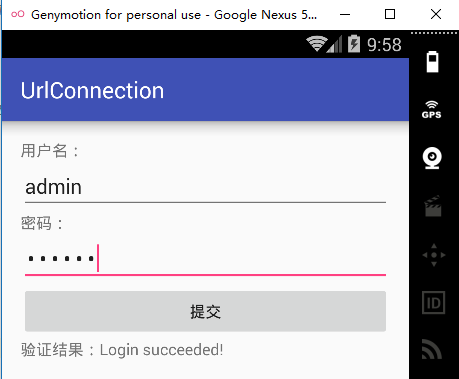 Genymotion for personal use - Google Nexus 5...
9:58
UrlConnection
GPS
用户名：
admin
密码：
••••••
提交
ID
验证结果：Login succeeded!